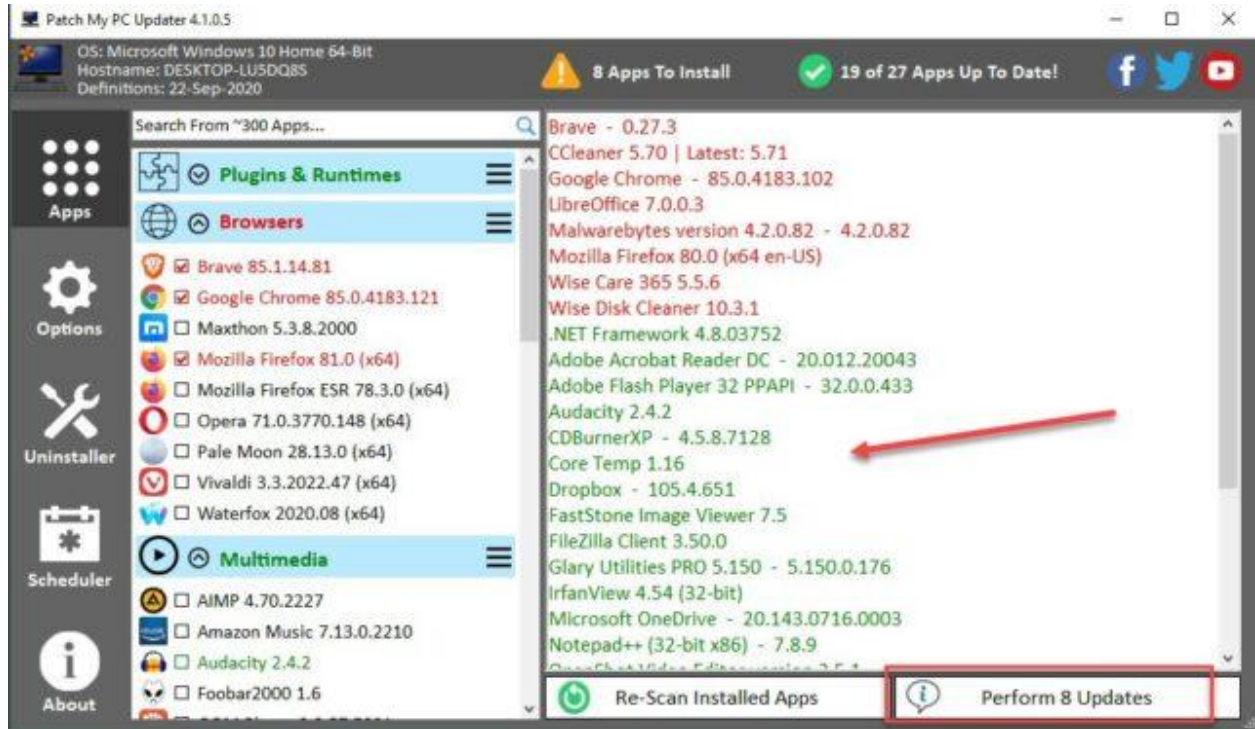 Patch My PC Updater 4.1.0.5
OS: Microsoft Windows 10 Home 64-Bit
Hostname: DESKTOP-LU5DQ8S
Definitions: 22-Sep-2020
8 Apps To Install
19 of 27 Apps Up To Date!
Apps
Options
Uninstaller
Scheduler
About
Search From ~300 Apps...
Plugins & Runtimes
Browsers
Brave 85.1.14.81
Google Chrome 85.0.4183.121
Maxthon 5.3.8.2000
Mozilla Firefox 81.0 (x64)
Mozilla Firefox ESR 78.3.0 (x64)
Opera 71.0.3770.148 (x64)
Pale Moon 28.13.0 (x64)
Vivaldi 3.3.2022.47 (x64)
Waterfox 2020.08 (x64)
Multimedia
AIMP 4.70.2227
Amazon Music 7.13.0.2210
Audacity 2.4.2
Foobar2000 1.6
Brave - 0.27.3
CCleaner 5.70 | Latest: 5.71
Google Chrome - 85.0.4183.102
LibreOffice 7.0.0.3
Malwarebytes version 4.2.0.82 - 4.2.0.82
Mozilla Firefox 80.0 (x64 en-US)
Wise Care 365 5.5.6
Wise Disk Cleaner 10.3.1
.NET Framework 4.8.03752
Adobe Acrobat Reader DC - 20.012.20043
Adobe Flash Player 32 PPAPI - 32.0.0.433
Audacity 2.4.2
CDBurnerXP - 4.5.8.7128
Core Temp 1.16
Dropbox - 105.4.651
FastStone Image Viewer 7.5
FileZilla Client 3.50.0
Glary Utilities PRO 5.150 - 5.150.0.176
IrfanView 4.54 (32-bit)
Microsoft OneDrive - 20.143.0716.0003
Notepad++ (32-bit x86) - 7.8.9
OpenShot Video Editor version 2.5.1
Re-Scan Installed Apps
Perform 8 Updates